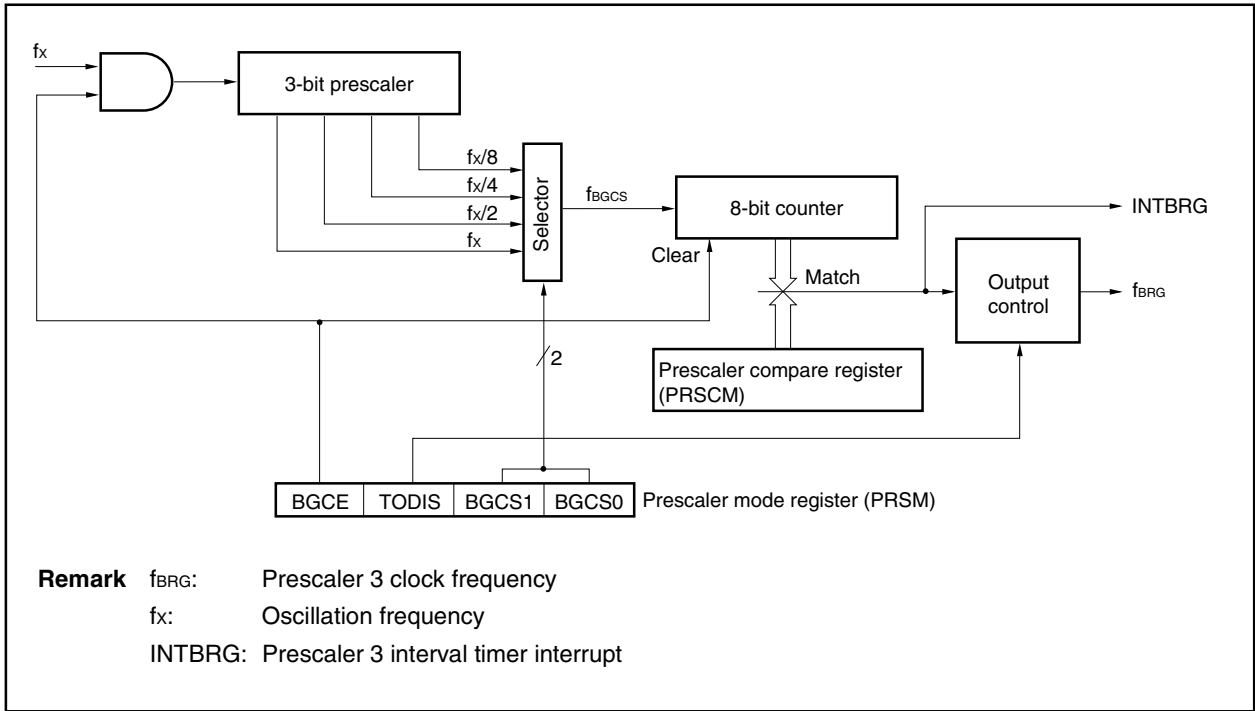 fX
3-bit prescaler
fX/8
fX/4
fX/2
fX
Selector
fBGCS
8-bit counter
Clear
Match
INTBRG
Output
control
fBRG
2
Prescaler compare register
(PRSCM)
BGCE TODIS BGCS1 BGCS0 Prescaler mode register (PRSM)
Remark fBRG: Prescaler 3 clock frequency
fX: Oscillation frequency
INTBRG: Prescaler 3 interval timer interrupt